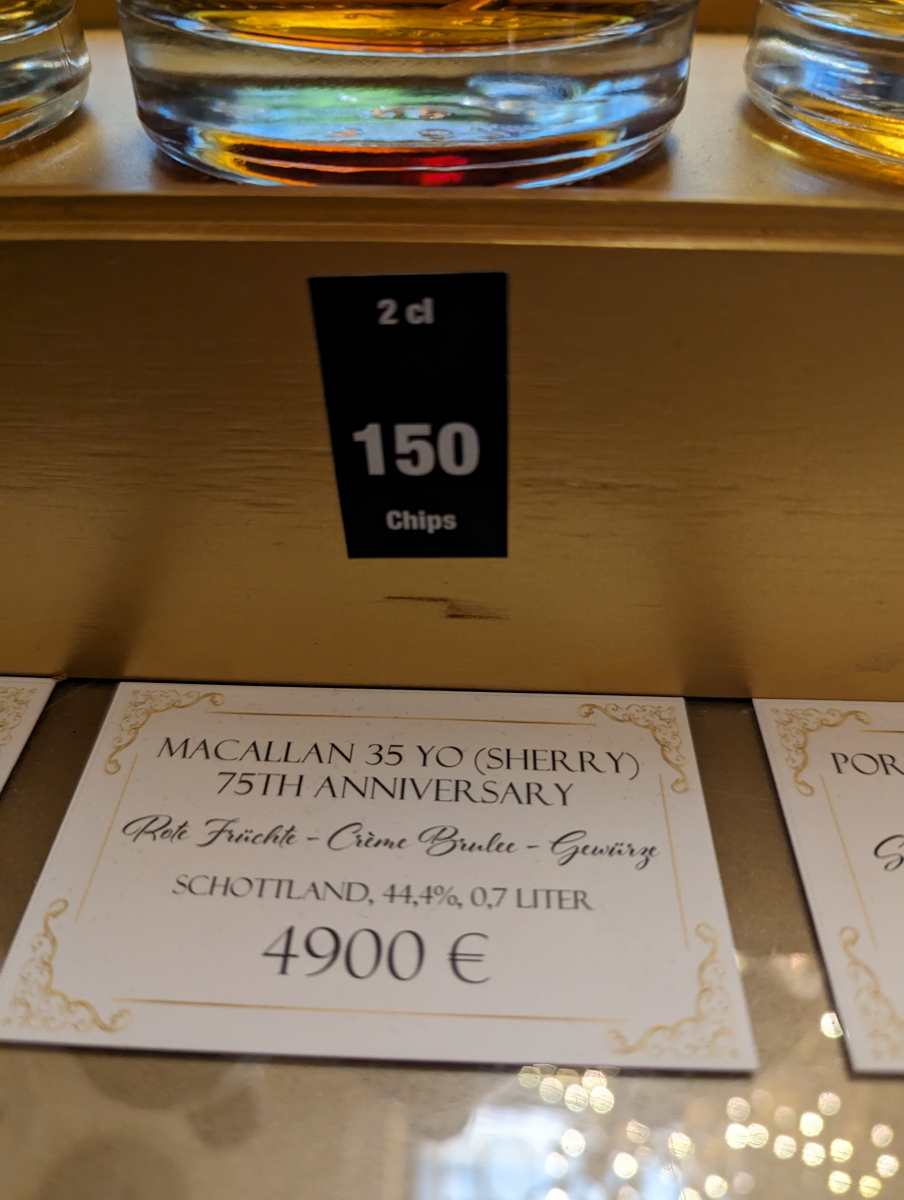 2 cl
150
Chips
MACALLAN 35 YO (SHERRY)
75TH ANNIVERSARY
Rote Früchte - Crème Brulee - Gewürze
SCHOTTLAND, 44,4%, 0,7 LITER
4900 €